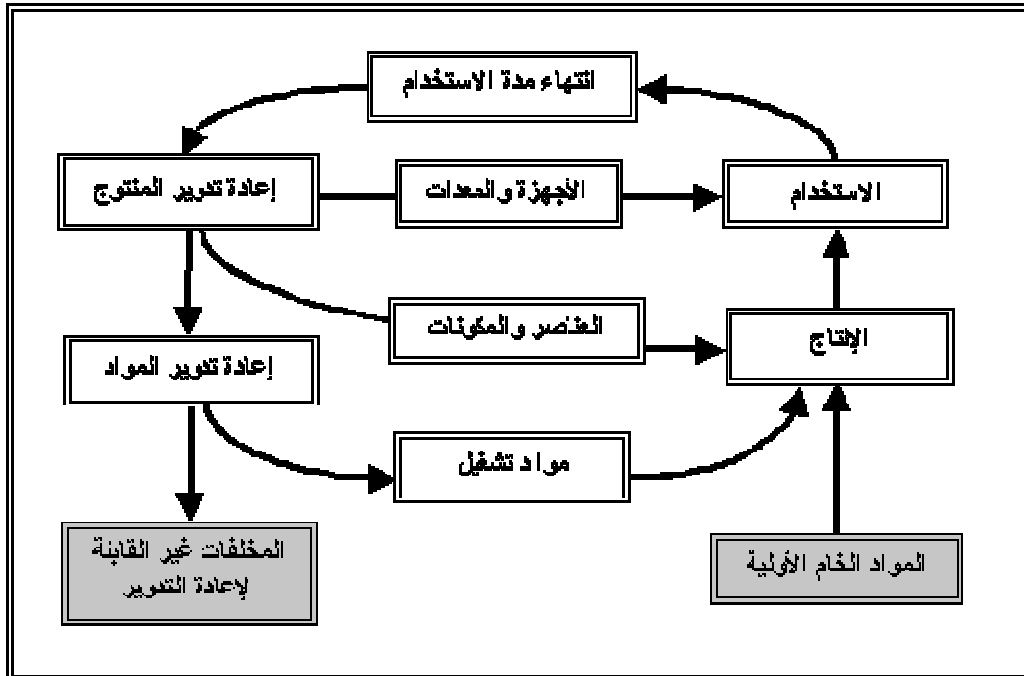 انتهاء مدة الاستخدام
إعادة تدوير المنتوج
الأجهزة والمعدات
الاستخدام
العناصر والمكونات
الإنتاج
إعادة تدوير المواد
مواد تشغيل
المخلفات غير القابلة
لإعادة التدوير
المواد الخام الأولية